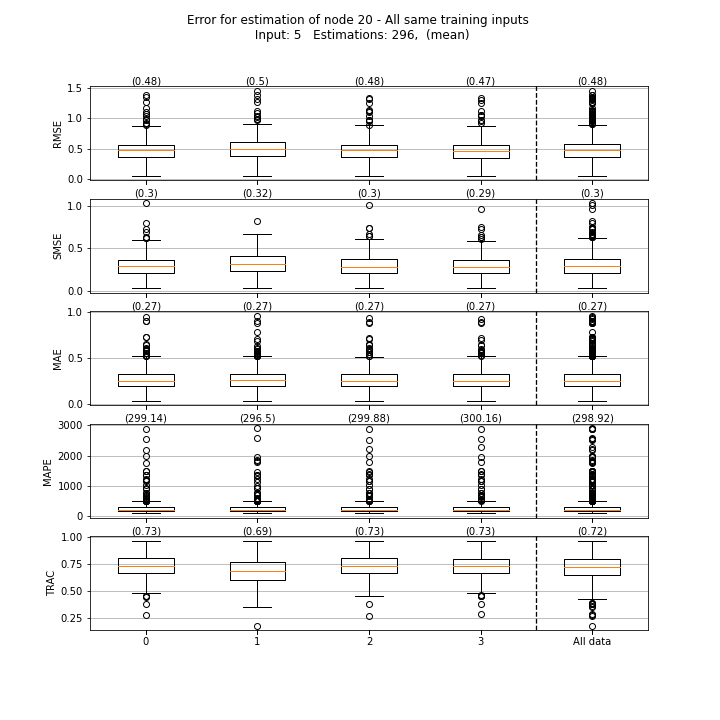 Error for estimation of node 20 - All same training inputs
Input: 5   Estimations: 296,  (mean)
(0.48) (0.5) (0.48) (0.47) (0.48)
1.5
1.0
0.5
0.0
RMSE
(0.3) (0.32) (0.3) (0.29) (0.3)
1.0
0.5
0.0
SMSE
(0.27) (0.27) (0.27) (0.27) (0.27)
1.0
0.5
0.0
MAE
(299.14) (296.5) (299.88) (300.16) (298.92)
3000
2000
1000
0
MAPE
(0.73) (0.69) (0.73) (0.73) (0.72)
1.00
0.75
0.50
0.25
TRAC
0 1 2 3 All data